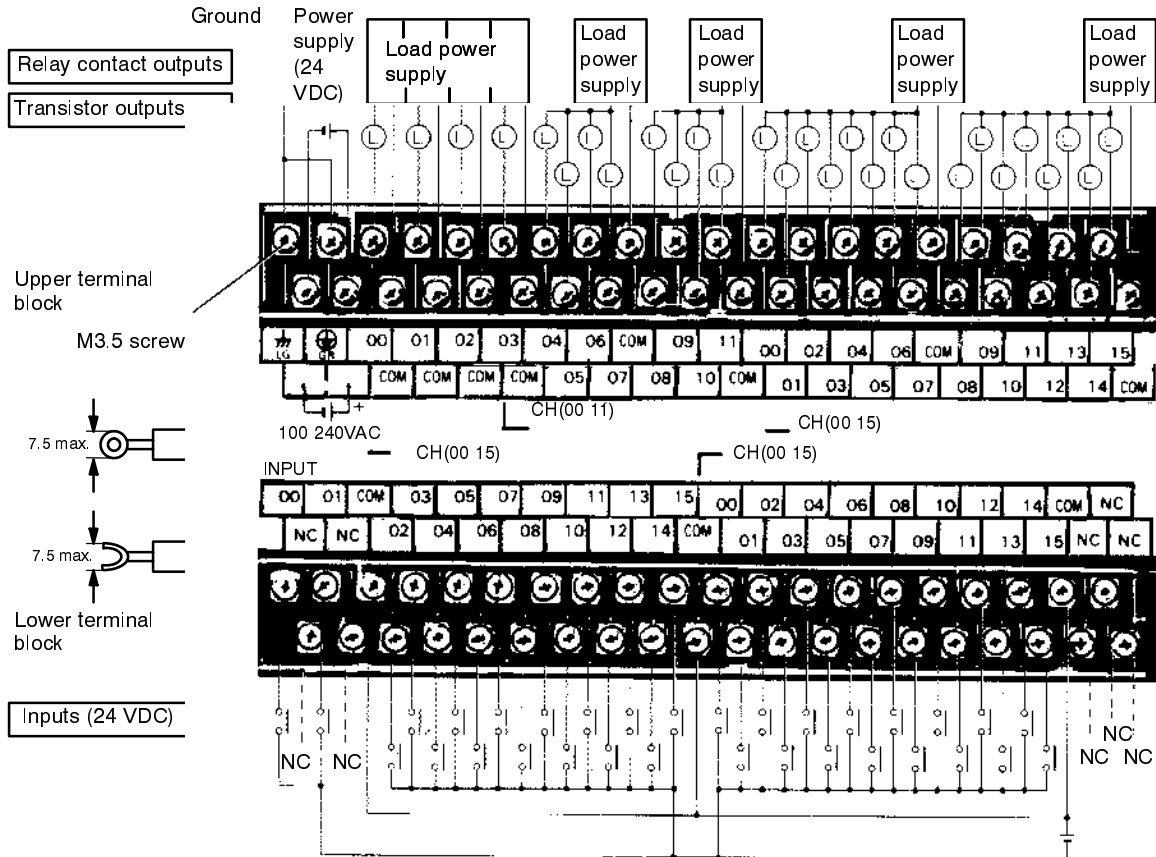 Ground
Power
supply
(24
VDC)
Load power
supply
Load
power
supply
Load
power
supply
Load
power
supply
Load
power
supply
Relay contact outputs
Transistor outputs
L L L L L L L L
Upper terminal
block
M3.5 screw
LG GR 00 01 02 03 04 06 COM 09 11 00 02 04 06 COM 09 11 13 15
COM COM COM COM 05 07 08 10 COM 01 03 05 07 08 10 12 14 COM
+
100 240VAC
CH(00 11)
CH(00 15)
CH(00 15)
CH(00 15)
7.5 max.
INPUT
00 01 COM 03 05 07 09 11 13 15 00 02 04 06 08 10 12 14 COM NC
NC NC 02 04 06 08 10 12 14 COM 01 03 05 07 09 11 13 15 NC NC
7.5 max.
Lower terminal
block
Inputs (24 VDC)
NC NC
NC
NC NC